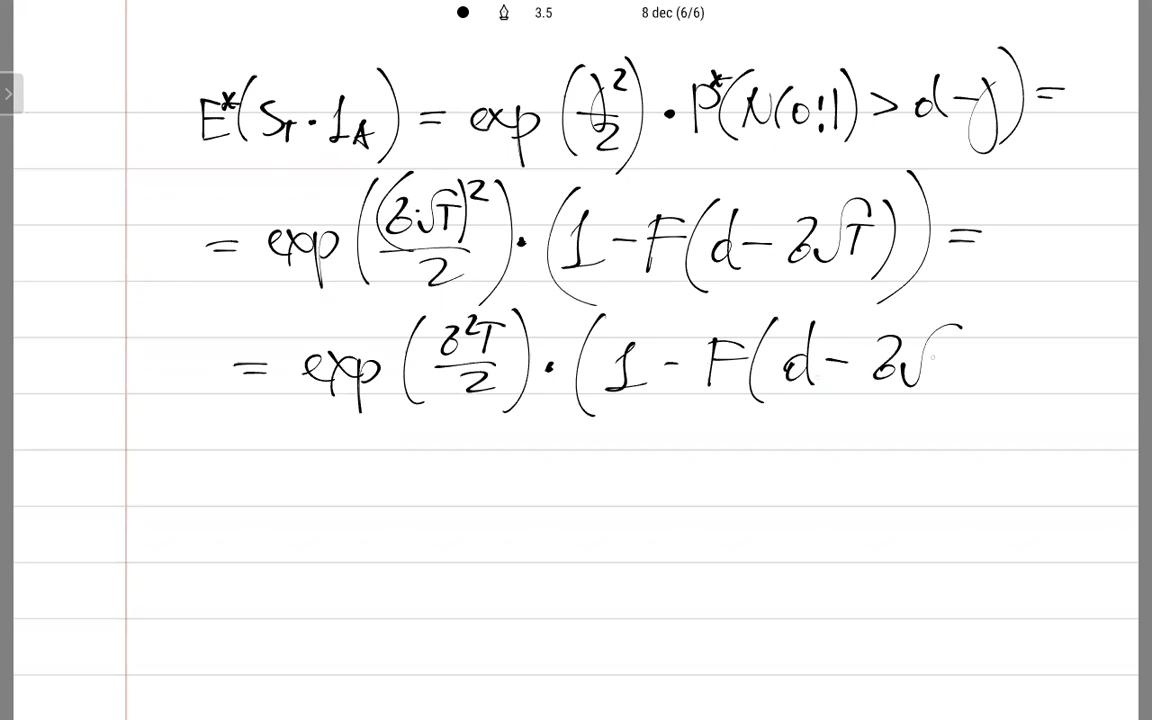 3.5 8 dec (6/6)
E*(S_T · 1_A) = exp(j²/2) · P*(N(0;1) > d - j) =
= exp((σ√T)²/2) · (1 - F(d - σ√T)) =
= exp(σ²T/2) · (1 - F(d - σ√